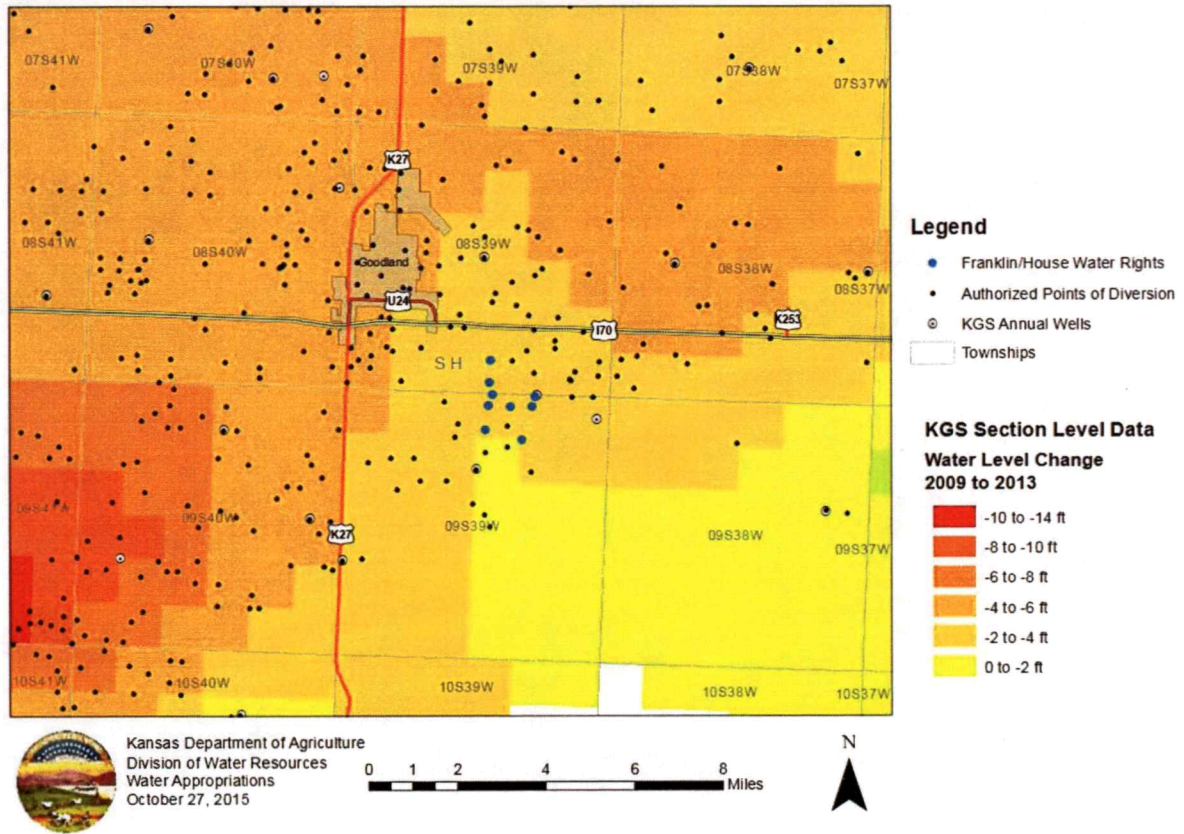 07S41W
07S40W
07S39W
07S38W
07S37W
K27
08S41W
08S40W
08S39W
08S38W
08S37W
Goodland
U24
I70
K253
SH
09S41W
09S40W
K27
09S39W
09S38W
09S37W
10S41W
10S40W
10S39W
10S38W
10S37W
Legend
Franklin/House Water Rights
Authorized Points of Diversion
KGS Annual Wells
Townships
KGS Section Level Data
Water Level Change
2009 to 2013
-10 to -14 ft
-8 to -10 ft
-6 to -8 ft
-4 to -6 ft
-2 to -4 ft
0 to -2 ft
Kansas Department of Agriculture
Division of Water Resources
Water Appropriations
October 27, 2015
0 1 2 4 6 8
Miles
N